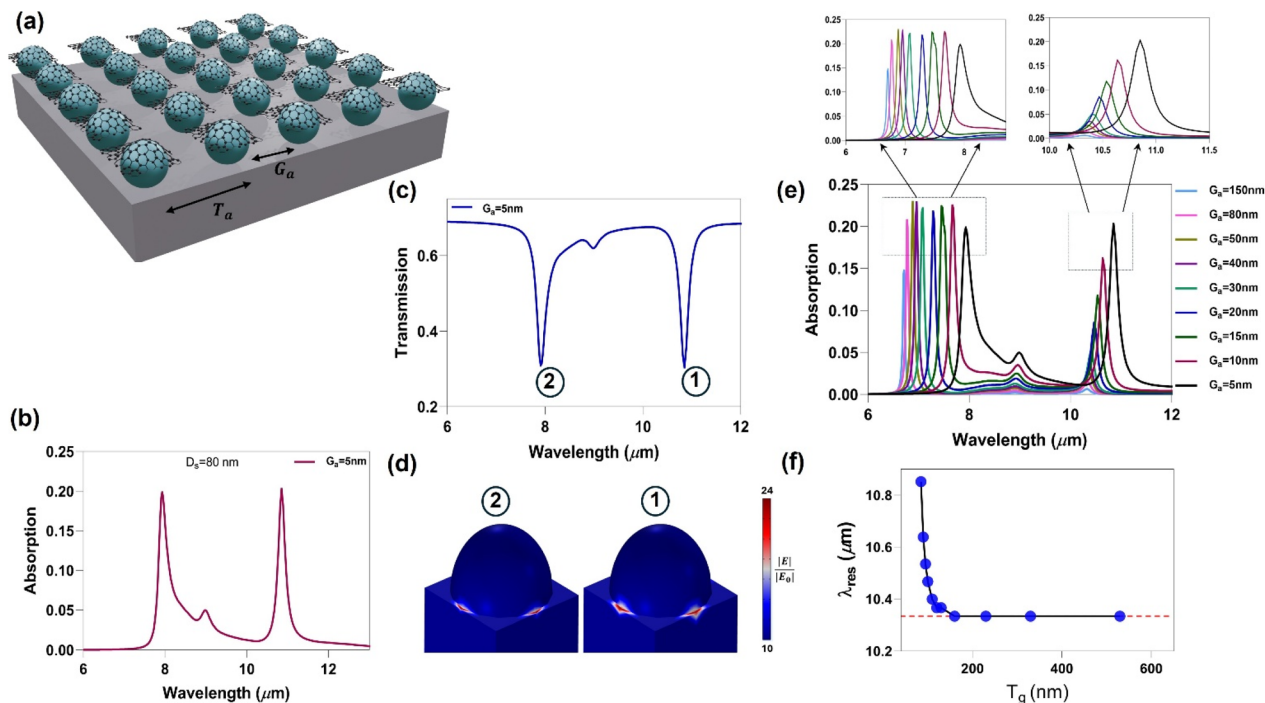 (a)
G_a
T_a
(b)
0.25
0.20
0.15
0.10
0.05
0.00
Absorption
D_s=80 nm
G_a=5nm
6
8
10
12
Wavelength (μm)
(c)
G_a=5nm
0.6
0.4
0.2
Transmission
2
1
6
8
10
12
Wavelength (μm)
(d)
2
1
24
|E|
|E_0|
10
0.25
0.20
0.15
0.10
0.05
0.00
6
7
8
0.25
0.20
0.15
0.10
0.05
0.00
10.0
10.5
11.0
11.5
(e)
0.25
0.20
0.15
0.10
0.05
0.00
Absorption
6
8
10
12
Wavelength (μm)
G_a=150nm
G_a=80nm
G_a=50nm
G_a=40nm
G_a=30nm
G_a=20nm
G_a=15nm
G_a=10nm
G_a=5nm
(f)
10.8
10.6
10.4
10.2
λ_res (μm)
0
200
400
600
T_g (nm)